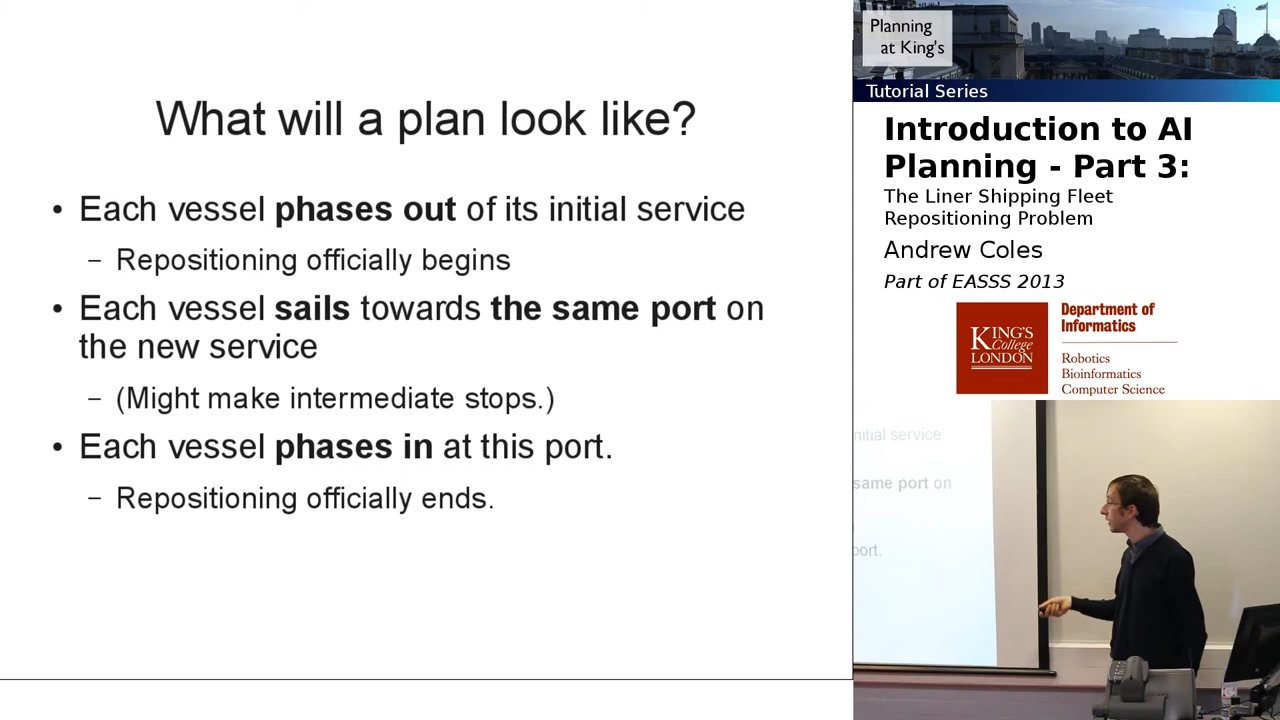 What will a plan look like?
• Each vessel phases out of its initial service
– Repositioning officially begins
• Each vessel sails towards the same port on
the new service
– (Might make intermediate stops.)
• Each vessel phases in at this port.
– Repositioning officially ends.
Planning
at King's
Tutorial Series
Introduction to AI
Planning - Part 3:
The Liner Shipping Fleet
Repositioning Problem
Andrew Coles
Part of EASSS 2013
KING'S
College
LONDON
Department of
Informatics
Robotics
Bioinformatics
Computer Science
nitial service
same port on
port.